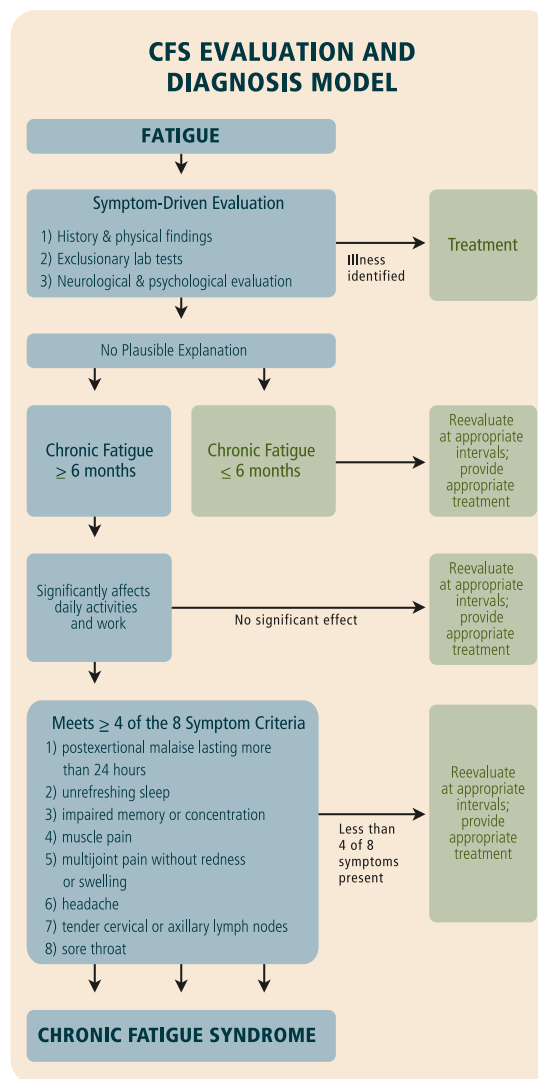 CFS EVALUATION AND
DIAGNOSIS MODEL
FATIGUE
Symptom-Driven Evaluation
1) History & physical findings
2) Exclusionary lab tests
3) Neurological & psychological evaluation
Illness
identified
Treatment
No Plausible Explanation
Chronic Fatigue
≥ 6 months
Chronic Fatigue
≤ 6 months
Reevaluate
at appropriate
intervals;
provide
appropriate
treatment
Significantly affects
daily activities
and work
No significant effect
Reevaluate
at appropriate
intervals;
provide
appropriate
treatment
Meets ≥ 4 of the 8 Symptom Criteria
1) postexertional malaise lasting more
than 24 hours
2) unrefreshing sleep
3) impaired memory or concentration
4) muscle pain
5) multijoint pain without redness
or swelling
6) headache
7) tender cervical or axillary lymph nodes
8) sore throat
Less than
4 of 8
symptoms
present
Reevaluate
at appropriate
intervals;
provide
appropriate
treatment
CHRONIC FATIGUE SYNDROME